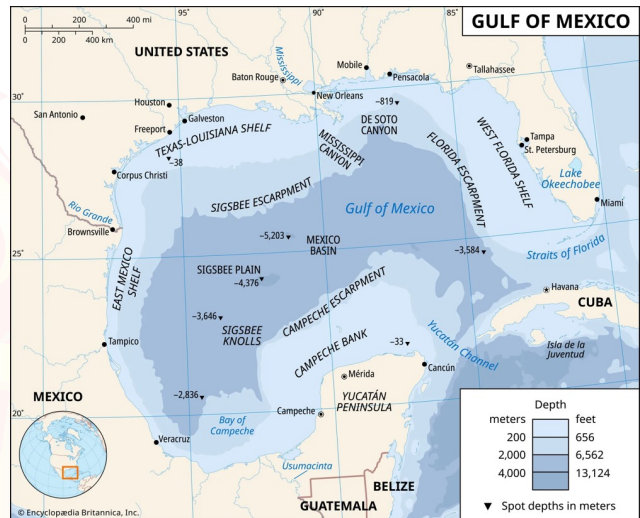 GULF OF MEXICO
0 200 400 mi
0 200 400 km
95°
90°
85°
UNITED STATES
Mississippi
Baton Rouge
Mobile
Pensacola
Tallahassee
New Orleans
30°
Houston
San Antonio
Galveston
Freeport
TEXAS-LOUISIANA SHELF
–38
–819
DE SOTO
CANYON
MISSISSIPPI
CANYON
FLORIDA ESCARPMENT
WEST FLORIDA SHELF
Tampa
St. Petersburg
Lake
Okeechobee
Miami
Corpus Christi
SIGSBEE ESCARPMENT
Rio Grande
Brownsville
Gulf of Mexico
–5,203
MEXICO
BASIN
–3,584
Straits of Florida
25°
EAST MEXICO
SHELF
SIGSBEE PLAIN
–4,376
CAMPECHE ESCARPMENT
Havana
CUBA
–3,646
SIGSBEE
KNOLLS
CAMPECHE BANK
–33
Yucatán Channel
Isla de la
Juventud
Tampico
Cancún
Mérida
MEXICO
–2,836
YUCATÁN
PENINSULA
20°
Bay of
Campeche
Campeche
Veracruz
Usumacinta
BELIZE
GUATEMALA
Depth
meters feet
200 656
2,000 6,562
4,000 13,124
▼ Spot depths in meters
© Encyclopædia Britannica, Inc.